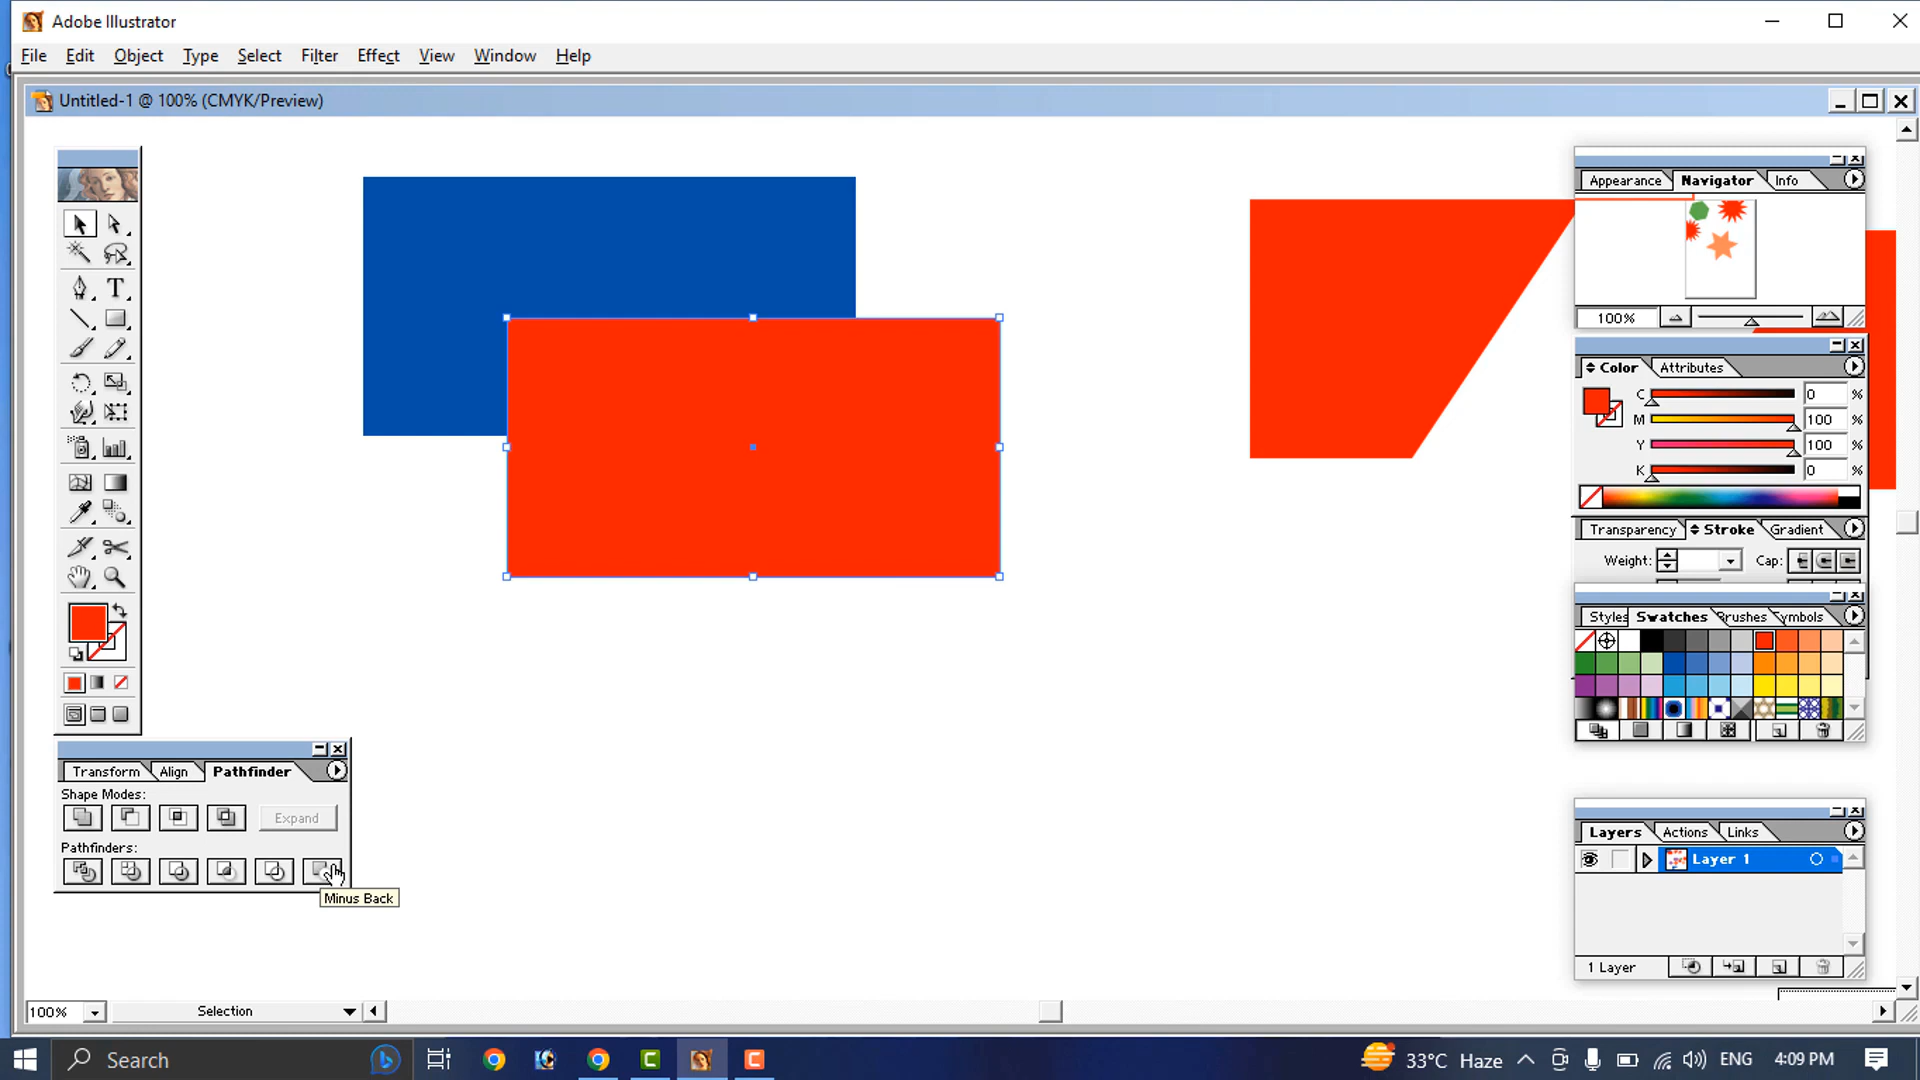 Adobe Illustrator
File Edit Object Type Select Filter Effect View Window Help
Untitled-1 @ 100% (CMYK/Preview)
Appearance Navigator Info
100%
Color Attributes
C 0 %
M 100 %
Y 100 %
K 0 %
Transparency Stroke Gradient
Weight: Cap:
Styles Swatches Brushes Symbols
Transform Align Pathfinder
Shape Modes:
Expand
Pathfinders:
Minus Back
Layers Actions Links
Layer 1
1 Layer
100% Selection
Search
33°C Haze ENG 4:09 PM